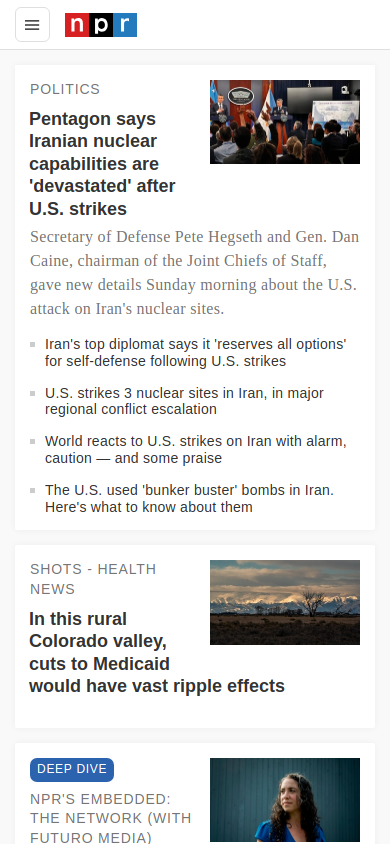 npr
POLITICS
Pentagon says
Iranian nuclear
capabilities are
'devastated' after
U.S. strikes
Secretary of Defense Pete Hegseth and Gen. Dan
Caine, chairman of the Joint Chiefs of Staff,
gave new details Sunday morning about the U.S.
attack on Iran's nuclear sites.
Iran's top diplomat says it 'reserves all options'
for self-defense following U.S. strikes
U.S. strikes 3 nuclear sites in Iran, in major
regional conflict escalation
World reacts to U.S. strikes on Iran with alarm,
caution — and some praise
The U.S. used 'bunker buster' bombs in Iran.
Here's what to know about them
SHOTS - HEALTH
NEWS
In this rural
Colorado valley,
cuts to Medicaid
would have vast ripple effects
DEEP DIVE
NPR'S EMBEDDED:
THE NETWORK (WITH
FUTURO MEDIA)